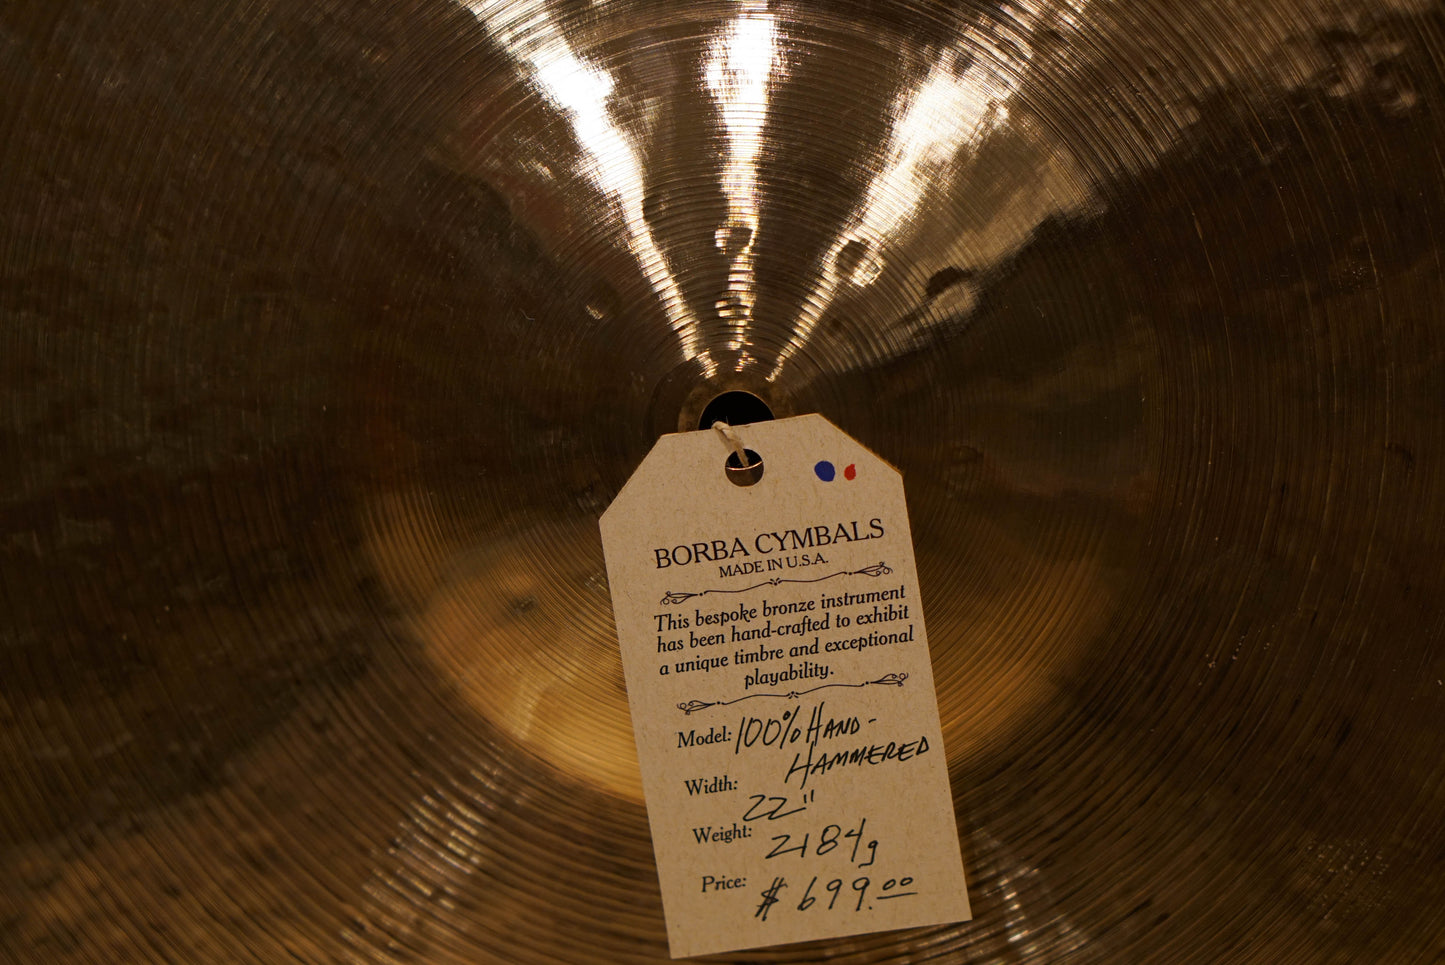 BORBA CYMBALS
MADE IN U.S.A.
This bespoke bronze instrument
has been hand-crafted to exhibit
a unique timbre and exceptional
playability.
Model: 100% HAND-
HAMMERED
Width: 22"
Weight: 2184g
Price: $699.00